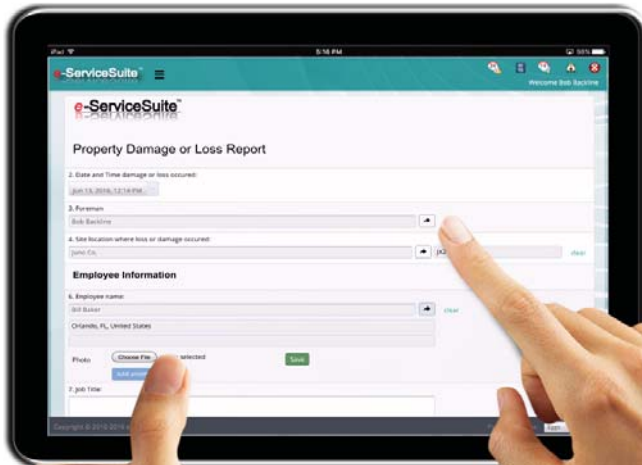 iPad
5:16 PM
98%
e-ServiceSuite™
Welcome Bob Backline
e-ServiceSuite™
Property Damage or Loss Report
2. Date and Time damage or loss occured:
Jun 13, 2016, 12:14 PM
3. Foreman
Bob Backline
4. Site location where loss or damage occured:
Juno Co.
clear
Employee Information
6. Employee name:
Bill Baker
clear
Orlando, FL, United States
Photo
Choose File
selected
Save
7. Job Title: